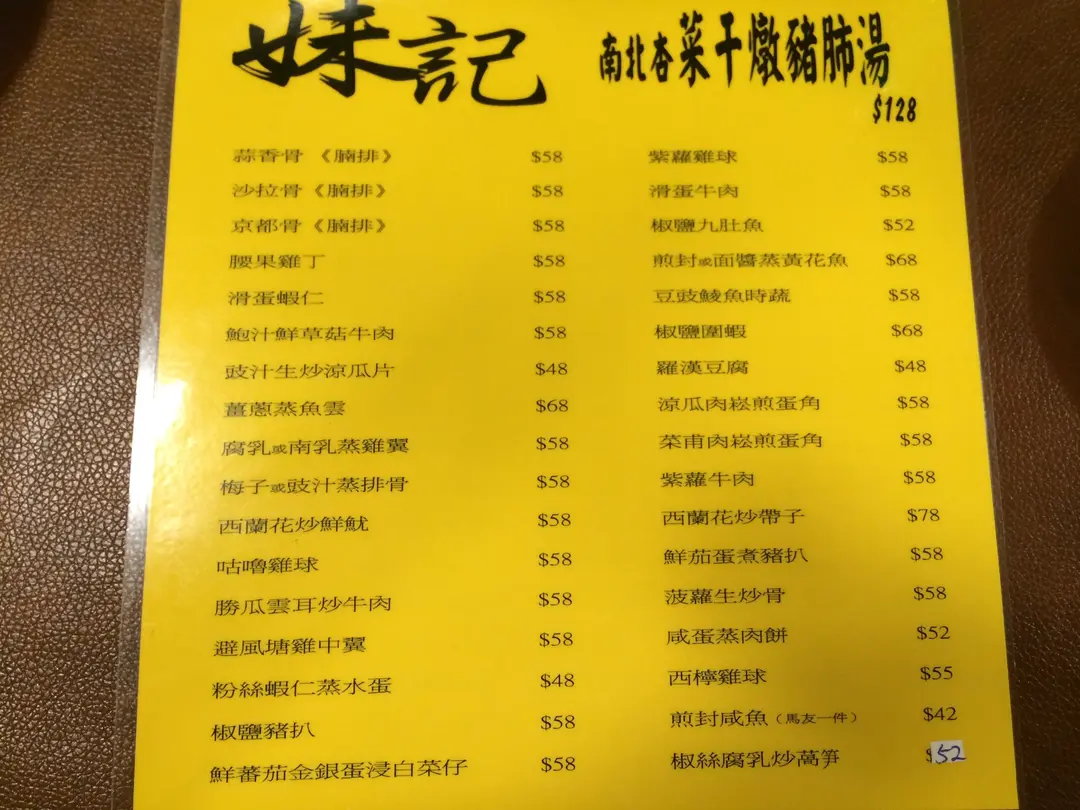 妹記
南北杏菜干燉豬肺湯
$128
蒜香骨《腩排》 $58
沙拉骨《腩排》 $58
京都骨《腩排》 $58
腰果雞丁 $58
滑蛋蝦仁 $58
鮑汁鮮草菇牛肉 $58
豉汁生炒涼瓜片 $48
薑蔥蒸魚雲 $68
腐乳或南乳蒸雞翼 $58
梅子或豉汁蒸排骨 $58
西蘭花炒鮮魷 $58
咕嚕雞球 $58
勝瓜雲耳炒牛肉 $58
避風塘雞中翼 $58
粉絲蝦仁蒸水蛋 $48
椒鹽豬扒 $58
鮮蕃茄金銀蛋浸白菜仔 $58
紫蘿雞球 $58
滑蛋牛肉 $58
椒鹽九肚魚 $52
煎封或面醬蒸黃花魚 $68
豆豉鯪魚時蔬 $58
椒鹽圍蝦 $68
羅漢豆腐 $48
涼瓜肉崧煎蛋角 $58
菜甫肉崧煎蛋角 $58
紫蘿牛肉 $58
西蘭花炒帶子 $78
鮮茄蛋煮豬扒 $58
菠蘿生炒骨 $58
咸蛋蒸肉餅 $52
西檸雞球 $55
煎封咸魚（馬友一件） $42
椒絲腐乳炒萵笋 $52